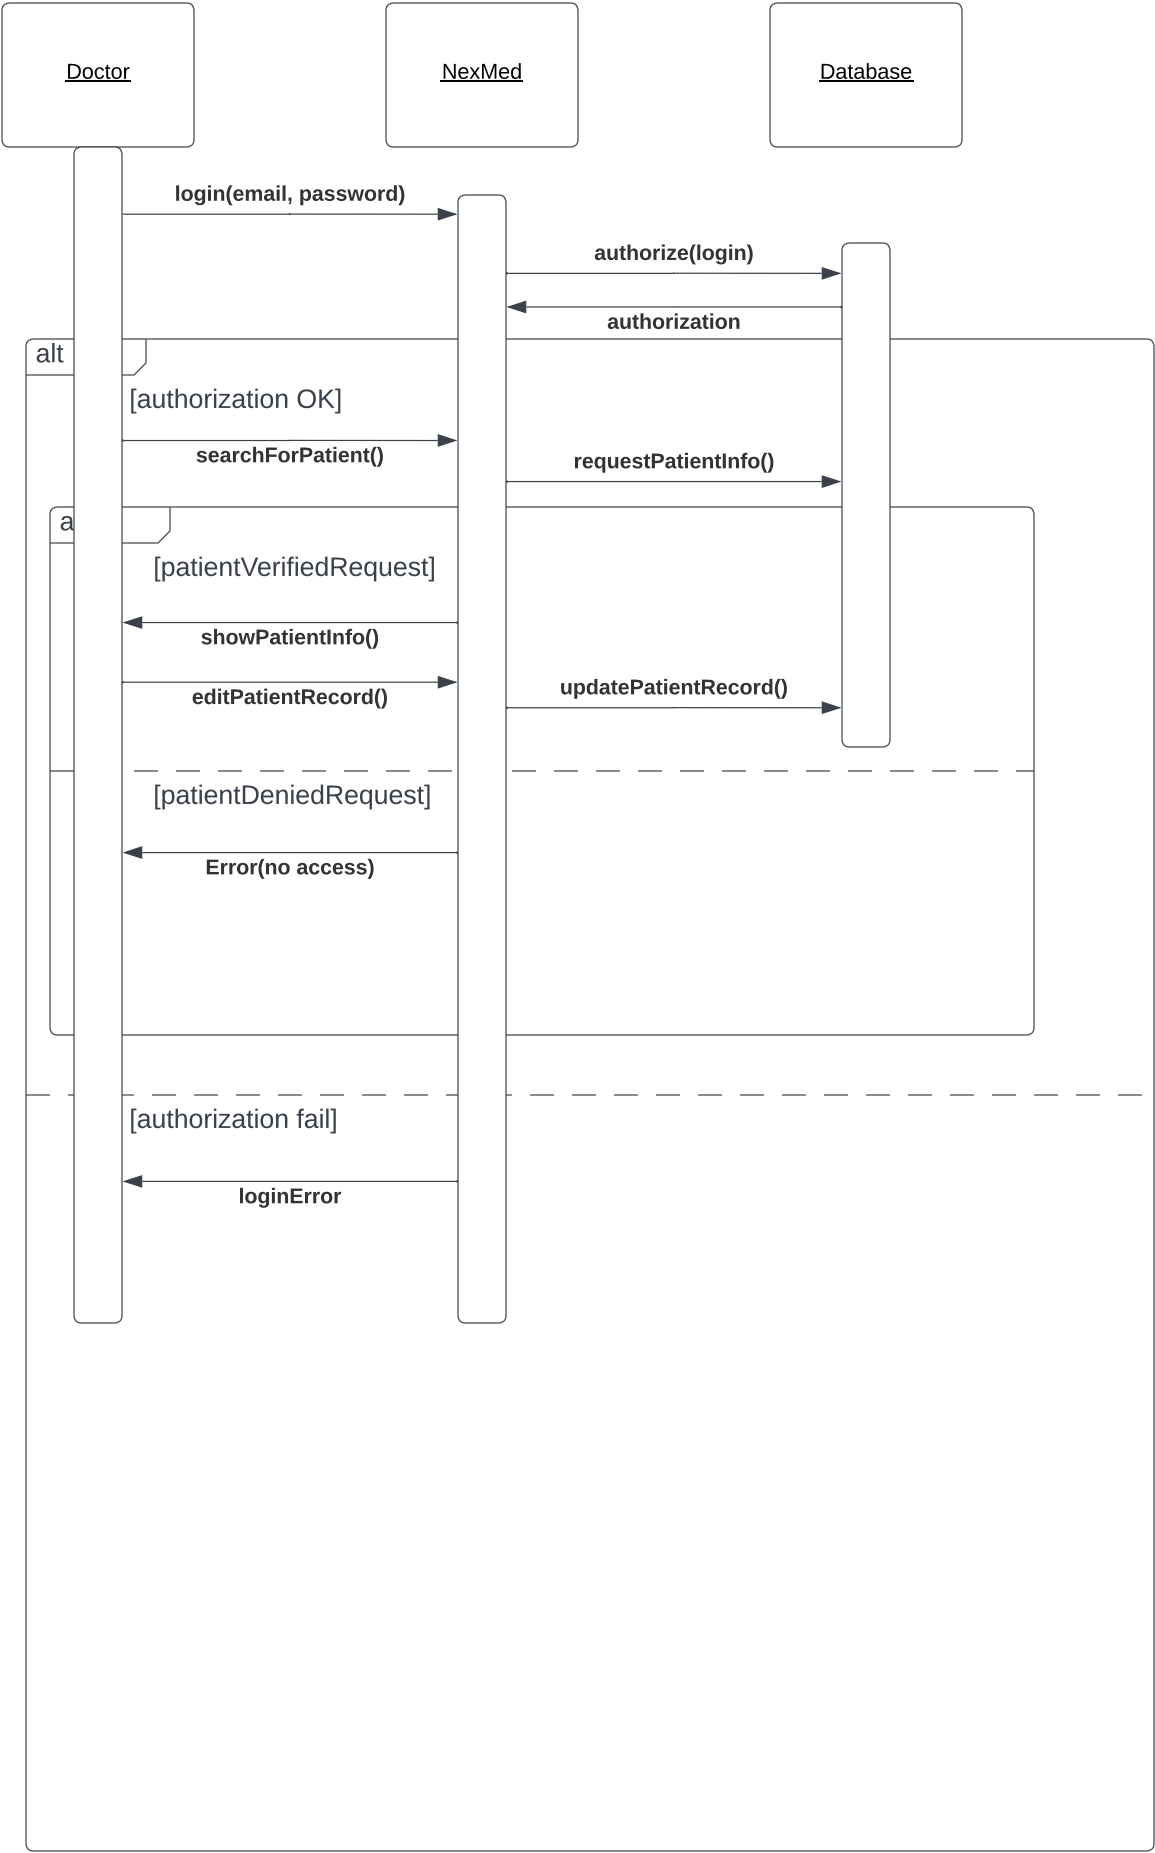 Doctor
NexMed
Database
login(email, password)
authorize(login)
authorization
alt
[authorization OK]
searchForPatient()
requestPatientInfo()
a
[patientVerifiedRequest]
showPatientInfo()
editPatientRecord()
updatePatientRecord()
[patientDeniedRequest]
Error(no access)
[authorization fail]
loginError